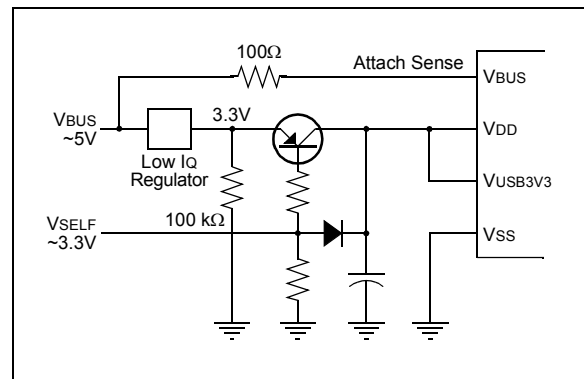 100Ω
Attach Sense
VBUS
VBUS
~5V
3.3V
VDD
Low IQ
Regulator
VUSB3V3
VSELF
~3.3V
100 kΩ
VSS